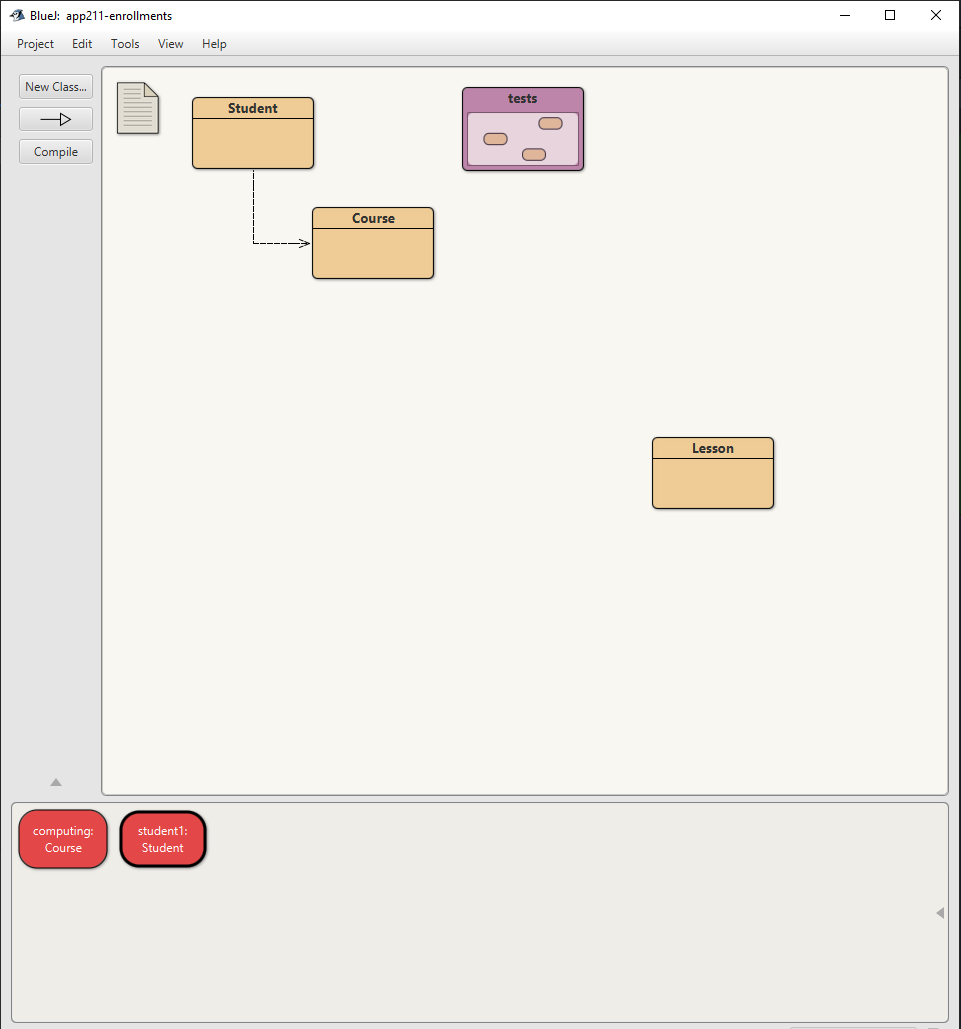 BlueJ:  app211-enrollments
Project Edit Tools View Help
New Class...
Compile
Student
tests
Course
Lesson
computing:
Course
student1:
Student